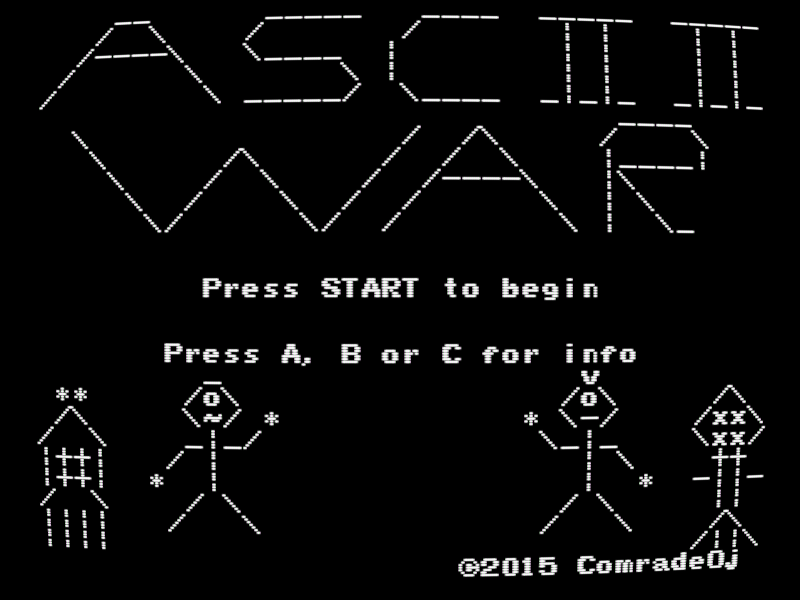 ASCII
WAR
Press START to begin
Press A, B or C for info
©2015 ComradeOj